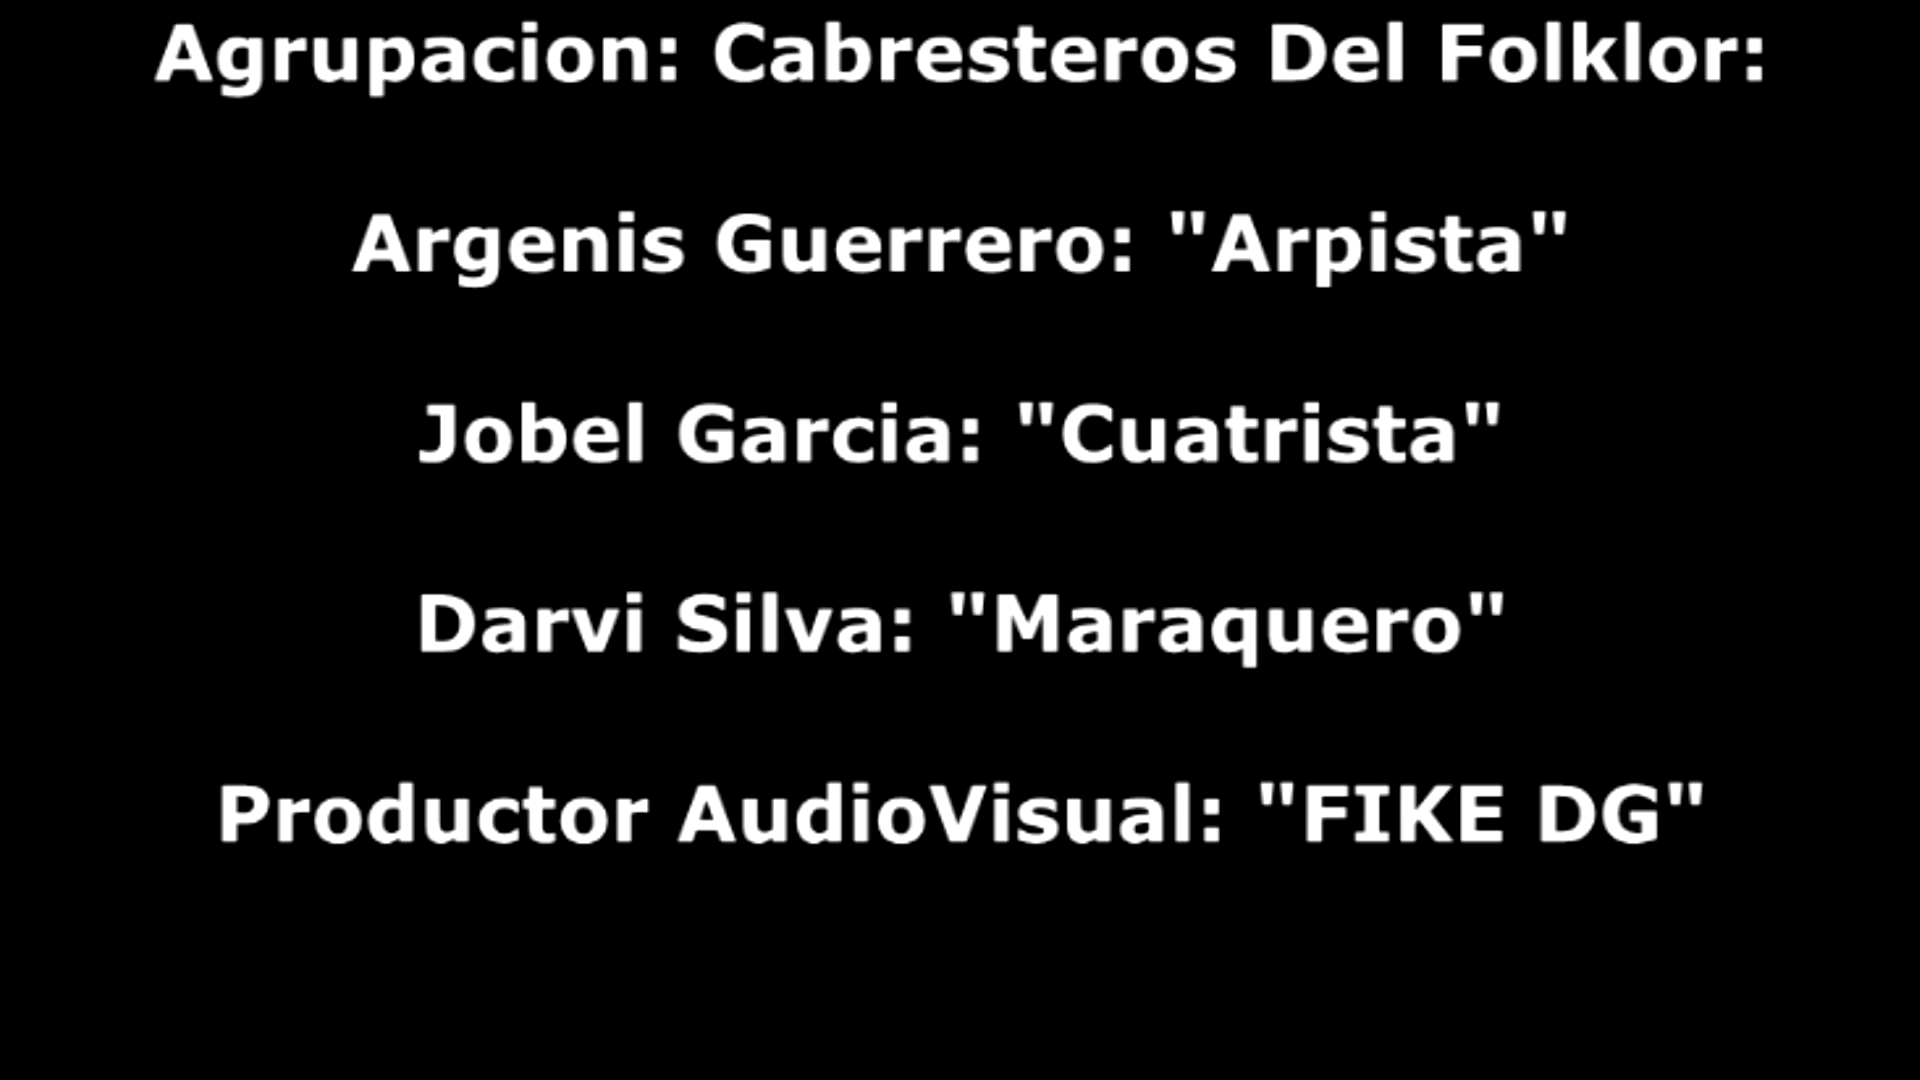 Agrupacion: Cabresteros Del Folklor:
Argenis Guerrero: "Arpista"
Jobel Garcia: "Cuatrista"
Darvi Silva: "Maraquero"
Productor AudioVisual: "FIKE DG"